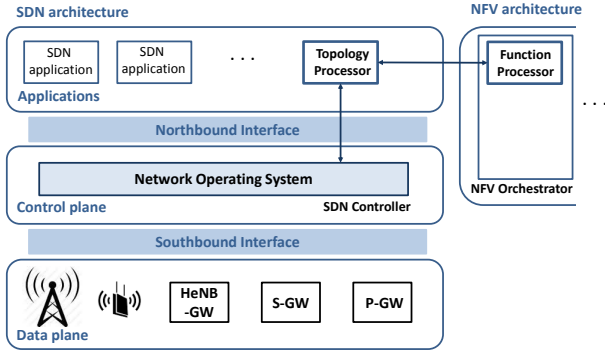 SDN architecture
NFV architecture
SDN
application
SDN
application
. . .
Topology
Processor
Function
Processor
. . .
Applications
Northbound Interface
Network Operating System
NFV Orchestrator
Control plane
SDN Controller
Southbound Interface
HeNB
-GW
S-GW
P-GW
Data plane